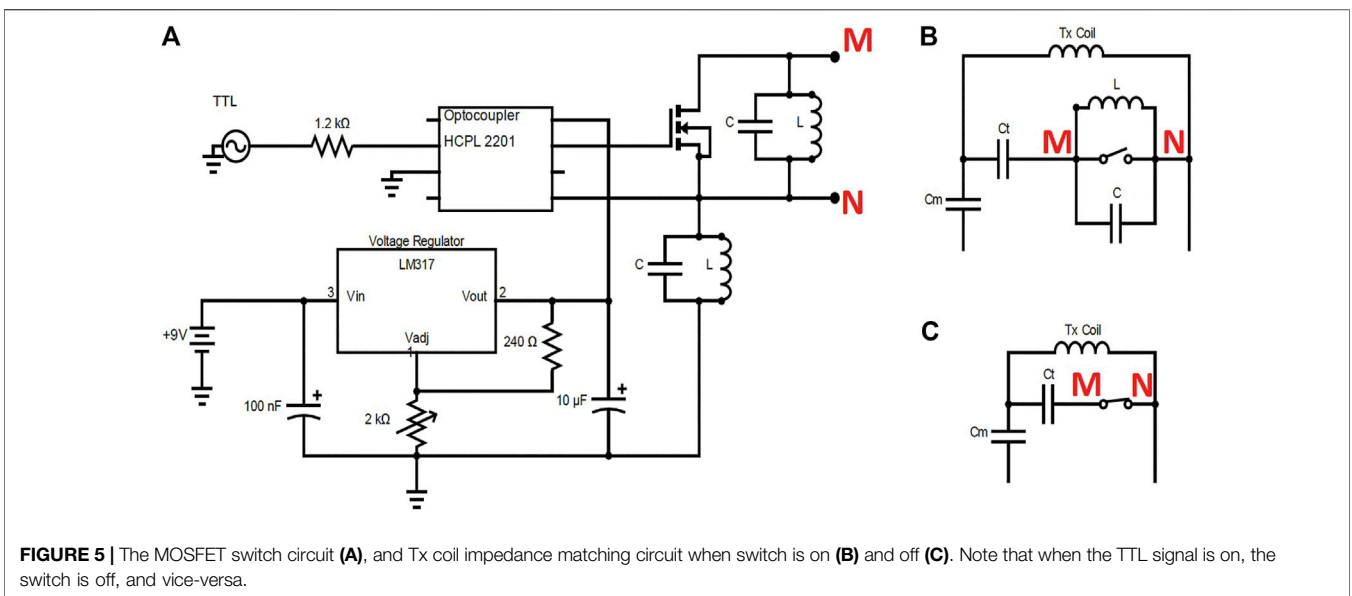 A
M
TTL
1.2 kΩ
Optocoupler
HCPL 2201
C
L
N
C
L
Voltage Regulator
LM317
3
Vin
Vout
2
Vadj
1
+9V
240 Ω
100 nF
+
2 kΩ
10 µF
+
B
Tx Coil
L
Ct
M
N
C
Cm
C
Tx Coil
Ct
M
N
Cm
FIGURE 5 | The MOSFET switch circuit (A), and Tx coil impedance matching circuit when switch is on (B) and off (C). Note that when the TTL signal is on, the
switch is off, and vice-versa.